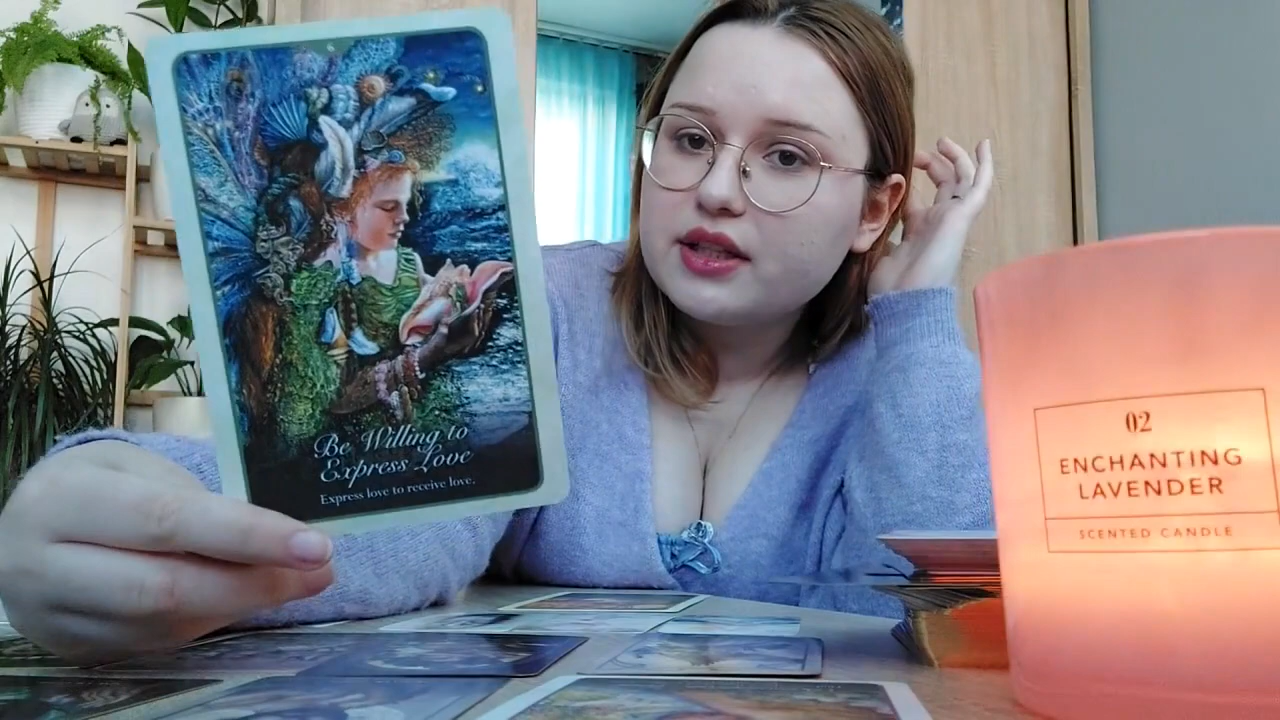 Be Willing to
Express Love
Express love to receive love.
02
ENCHANTING
LAVENDER
SCENTED CANDLE